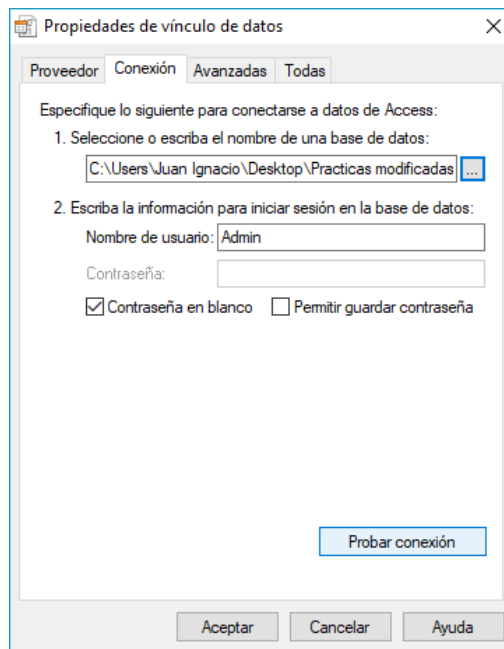 Propiedades de vínculo de datos
Proveedor Conexión Avanzadas Todas
Especifique lo siguiente para conectarse a datos de Access:
1. Seleccione o escriba el nombre de una base de datos:
C:\Users\Juan Ignacio\Desktop\Practicas modificadas ...
2. Escriba la información para iniciar sesión en la base de datos:
Nombre de usuario: Admin
Contraseña:
Contraseña en blanco Permitir guardar contraseña
Probar conexión
Aceptar Cancelar Ayuda